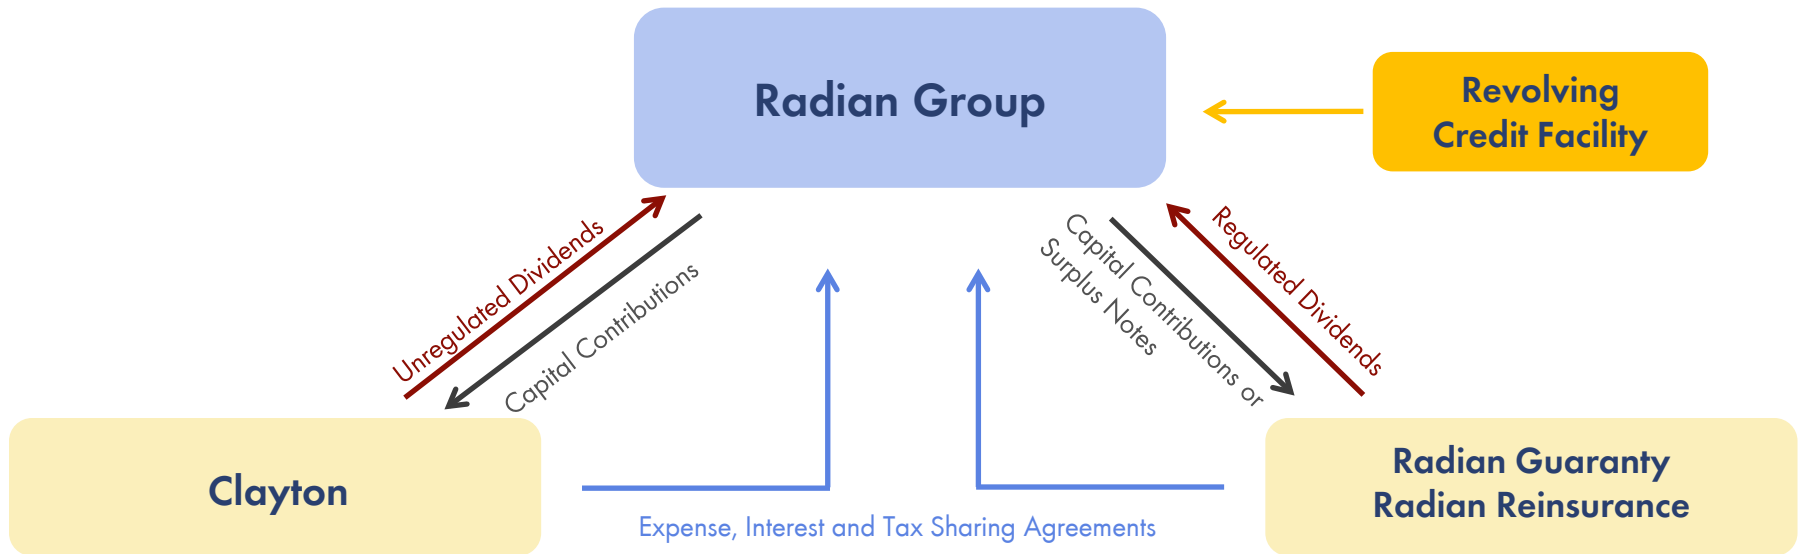 Radian Group
Revolving
Credit Facility
Unregulated Dividends
Capital Contributions
Capital Contributions or
Surplus Notes
Regulated Dividends
Clayton
Expense, Interest and Tax Sharing Agreements
Radian Guaranty
Radian Reinsurance